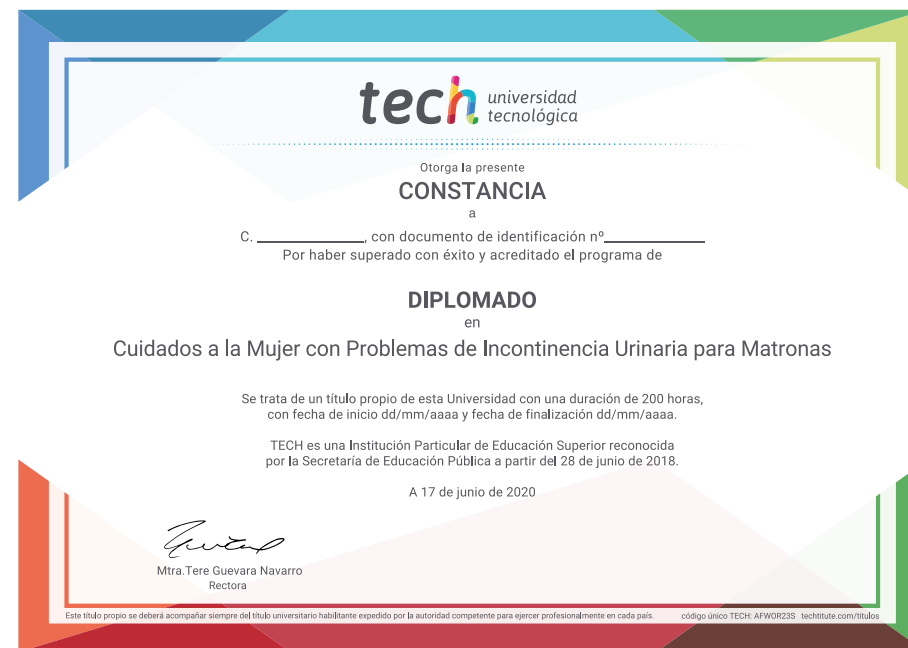 tech universidad
tecnológica
Otorga la presente
CONSTANCIA
a
C. ____________, con documento de identificación nº___________
Por haber superado con éxito y acreditado el programa de
DIPLOMADO
en
Cuidados a la Mujer con Problemas de Incontinencia Urinaria para Matronas
Se trata de un título propio de esta Universidad con una duración de 200 horas,
con fecha de inicio dd/mm/aaaa y fecha de finalización dd/mm/aaaa.
TECH es una Institución Particular de Educación Superior reconocida
por la Secretaría de Educación Pública a partir del 28 de junio de 2018.
A 17 de junio de 2020
Mtra.Tere Guevara Navarro
Rectora
Este título propio se deberá acompañar siempre del título universitario habilitante expedido por la autoridad competente para ejercer profesionalmente en cada país. código único TECH: AFWOR23S techtitute.com/titulos